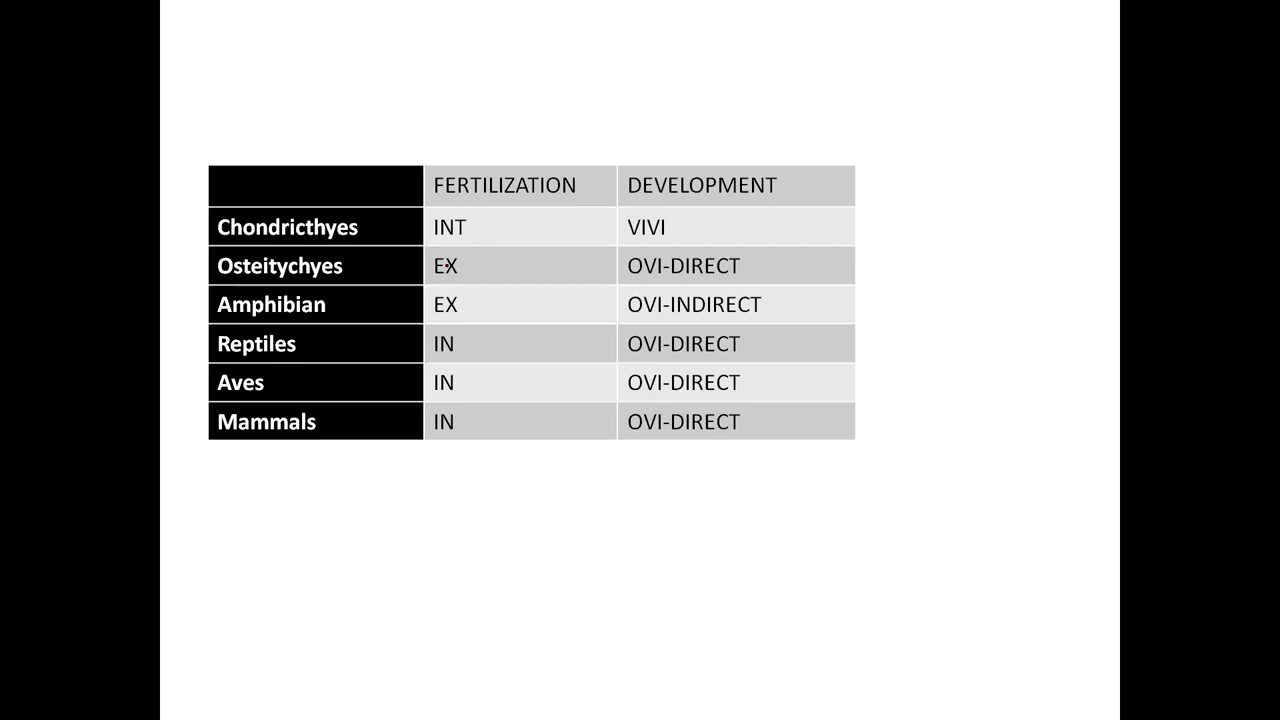 FERTILIZATION DEVELOPMENT
Chondricthyes INT VIVI
Osteitychyes EX OVI-DIRECT
Amphibian EX OVI-INDIRECT
Reptiles IN OVI-DIRECT
Aves IN OVI-DIRECT
Mammals IN OVI-DIRECT